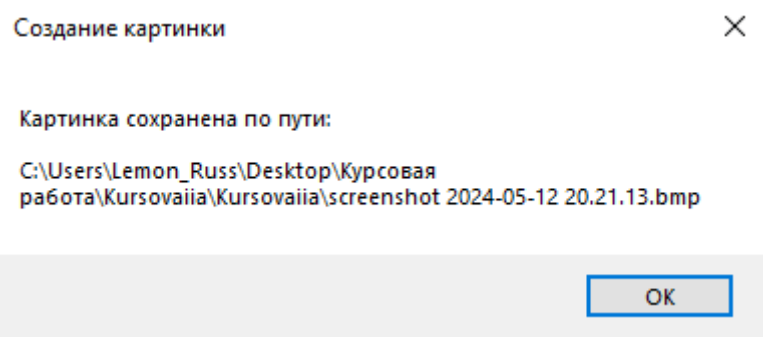 Создание картинки
Картинка сохранена по пути:
C:\Users\Lemon_Russ\Desktop\Курсовая
работа\Kursovaiia\Kursovaiia\screenshot 2024-05-12 20.21.13.bmp
ОК